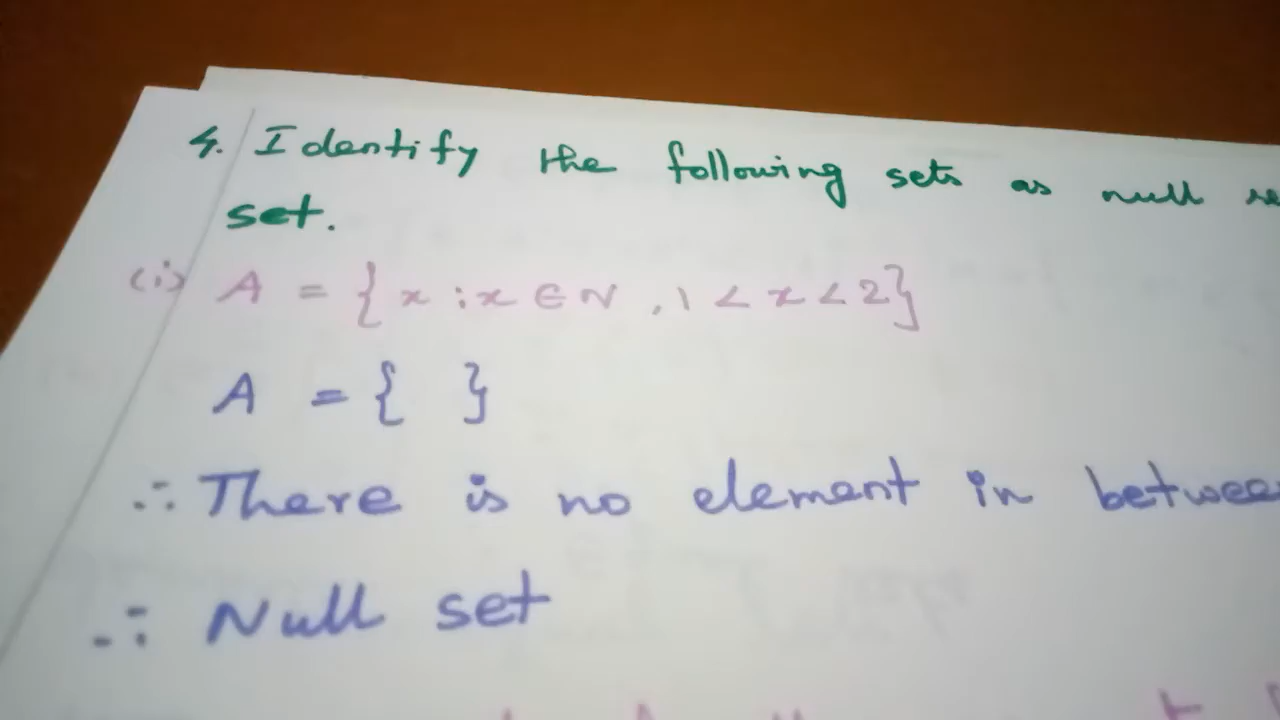 4. Identify the following sets as null
set.
(i) A = {x : x ∈ N , 1 < x < 2}
A = { }
∴ There is no element in
∴ Null set